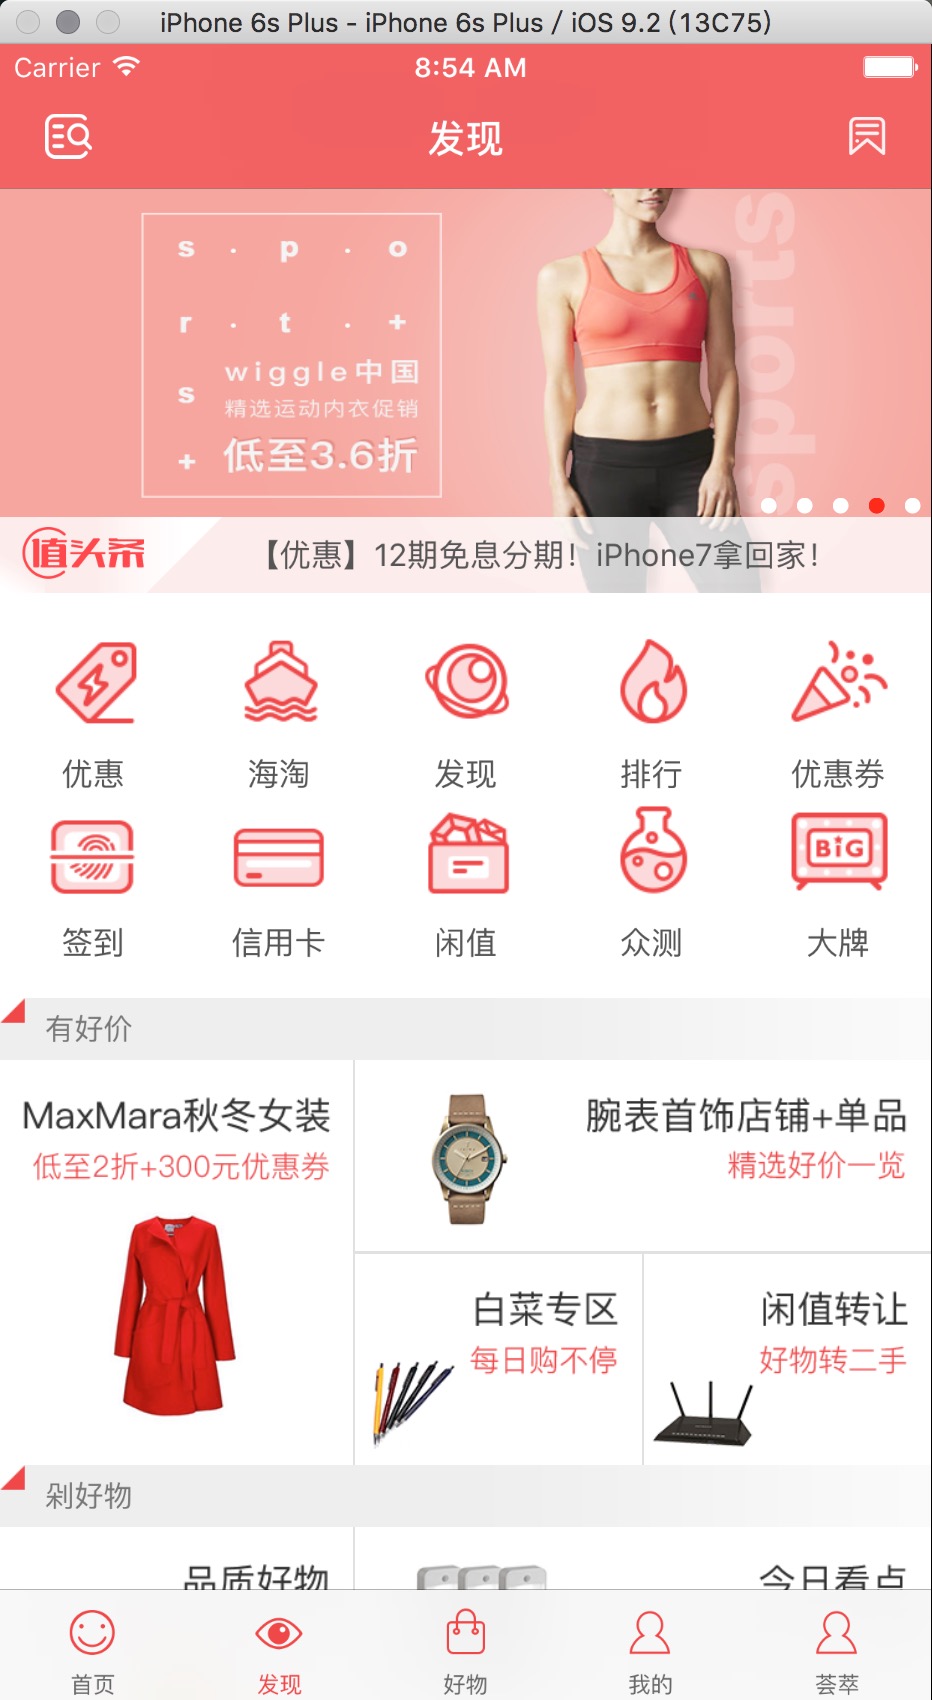 iPhone 6s Plus - iPhone 6s Plus / iOS 9.2 (13C75)
Carrier 8:54 AM
发现
s . p . o
r . t . +
s
+
wiggle中国
精选运动内衣促销
低至3.6折
sports
值头条 【优惠】12期免息分期！iPhone7拿回家！
优惠 海淘 发现 排行 优惠券
BiG
签到 信用卡 闲值 众测 大牌
有好价
MaxMara秋冬女装
低至2折+300元优惠券
腕表首饰店铺+单品
精选好价一览
白菜专区
每日购不停
闲值转让
好物转二手
剁好物
品质好物 今日看点
首页 发现 好物 我的 荟萃